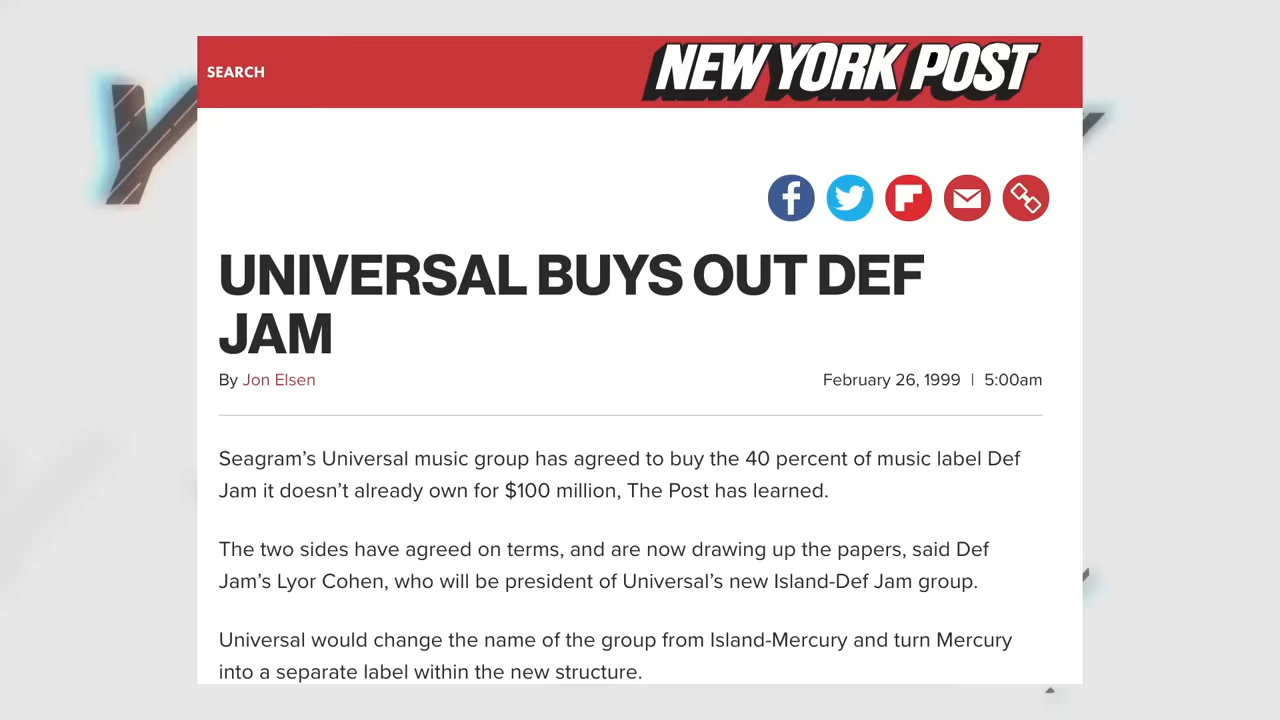 SEARCH
NEW YORK POST
UNIVERSAL BUYS OUT DEF
JAM
By Jon Elsen
February 26, 1999 | 5:00am
Seagram’s Universal music group has agreed to buy the 40 percent of music label Def
Jam it doesn’t already own for $100 million, The Post has learned.
The two sides have agreed on terms, and are now drawing up the papers, said Def
Jam’s Lyor Cohen, who will be president of Universal’s new Island-Def Jam group.
Universal would change the name of the group from Island-Mercury and turn Mercury
into a separate label within the new structure.